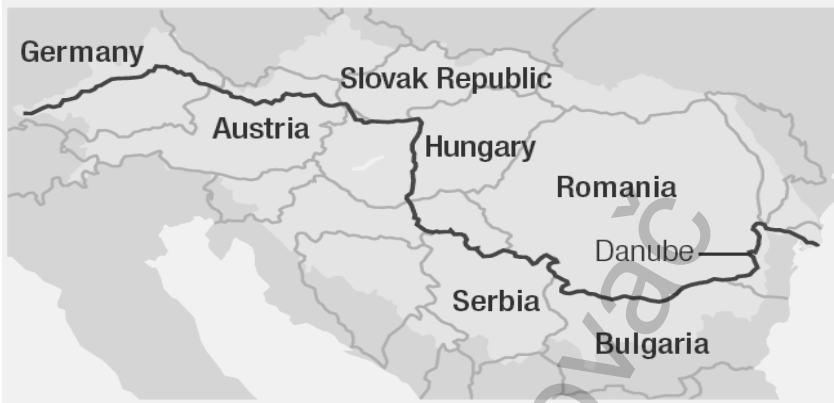 Germany
Slovak Republic
Austria
Hungary
Romania
Danube
Serbia
Bulgaria